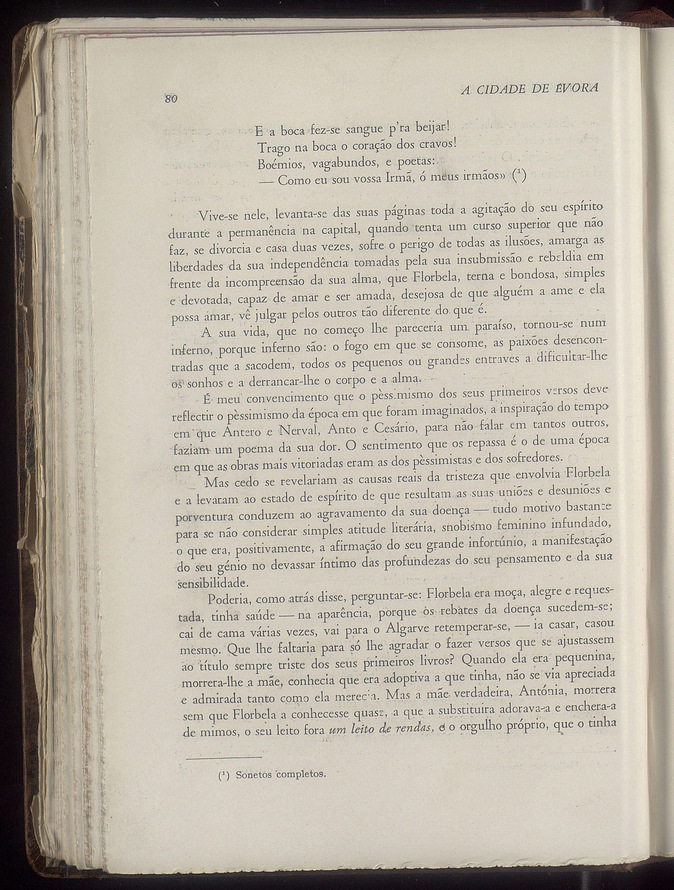 80
A CIDADE DE ÉVORA
E a boca fez-se sangue p'ra beijar!
Trago na boca o coração dos cravos!
Boémios, vagabundos, e poetas:
— Como eu sou vossa Irmã, ó meus irmãos» (¹)
Vive-se nele, levanta-se das suas páginas toda a agitação do seu espírito
durante a permanência na capital, quando tenta um curso superior que não
faz, se divorcia e casa duas vezes, sofre o perigo de todas as ilusões, amarga as
liberdades da sua independência tomadas pela sua insubmissão e rebeldia em
frente da incompreensão da sua alma, que Florbela, terna e bondosa, simples
e devotada, capaz de amar e ser amada, desejosa de que alguém a ame e ela
possa amar, vê julgar pelos outros tão diferente do que é.
A sua vida, que no começo lhe pareceria um paraíso, tornou-se num
inferno, porque inferno são: o fogo em que se consome, as paixões desencon-
tradas que a sacodem, todos os pequenos ou grandes entraves a dificultar-lhe
os sonhos e a derrancar-lhe o corpo e a alma.
É meu convencimento que o pèssimismo dos seus primeiros versos deve
reflectir o pèssimismo da época em que foram imaginados, a inspiração do tempo
em que Antero e Nerval, Anto e Cesário, para não falar em tantos outros,
faziam um poema da sua dor. O sentimento que os repassa é o de uma época
em que as obras mais vitoriadas eram as dos pèssimistas e dos sofredores.
Mas cedo se revelariam as causas reais da tristeza que envolvia Florbela
e a levaram ao estado de espírito de que resultam as suas uniões e desuniões e
porventura conduzem ao agravamento da sua doença — tudo motivo bastante
para se não considerar simples atitude literária, snobismo feminino infundado,
o que era, positivamente, a afirmação do seu grande infortúnio, a manifestação
do seu génio no devassar íntimo das profundezas do seu pensamento e da sua
sensibilidade.
Poderia, como atrás disse, perguntar-se: Florbela era moça, alegre e reques-
tada, tinha saúde — na aparência, porque os rebates da doença sucedem-se;
cai de cama várias vezes, vai para o Algarve retemperar-se, — ia casar, casou
mesmo. Que lhe faltaria para só lhe agradar o fazer versos que se ajustassem
ao título sempre triste dos seus primeiros livros? Quando ela era pequenina,
morrera-lhe a mãe, conhecia que era adoptiva a que tinha, não se via apreciada
e admirada tanto como ela merecia. Mas a mãe verdadeira, Antónia, morrera
sem que Florbela a conhecesse quase, a que a substituira adorava-a e enchera-a
de mimos, o seu leito fora um leito de rendas, e o orgulho próprio, que o tinha
(¹) Sonetos completos.